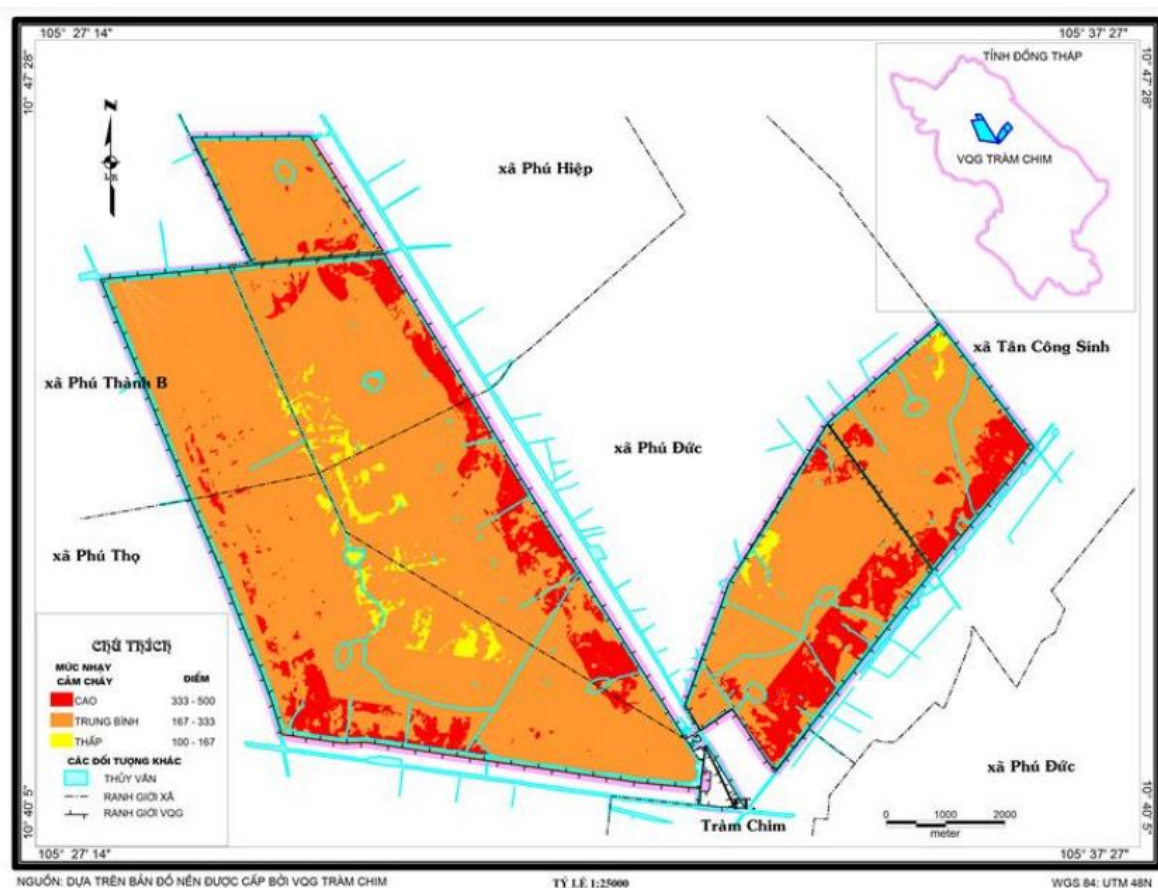 105° 27' 14"
105° 37' 27"
10° 47' 28"
10° 47' 28"
TỈNH ĐỒNG THÁP
VQG TRÀM CHIM
Z
xã Phú Hiệp
xã Tân Công Sính
xã Phú Thành B
xã Phú Đức
xã Phú Thọ
CHÚ THÍCH
MỨC NHẠY
CẢM CHÁY ĐIỂM
CAO 333 - 500
TRUNG BÌNH 167 - 333
THẤP 100 - 167
CÁC ĐỐI TƯỢNG KHÁC
THỦY VĂN
RANH GIỚI XÃ
RANH GIỚI VQG
xã Phú Đức
Tràm Chim
0 1000 2000
meter
10° 40' 5"
10° 40' 5"
105° 27' 14"
105° 37' 27"
NGUỒN: DỰA TRÊN BẢN ĐỒ NỀN ĐƯỢC CẤP BỞI VQG TRÀM CHIM
TỶ LỆ 1:25000
WGS 84: UTM 48N